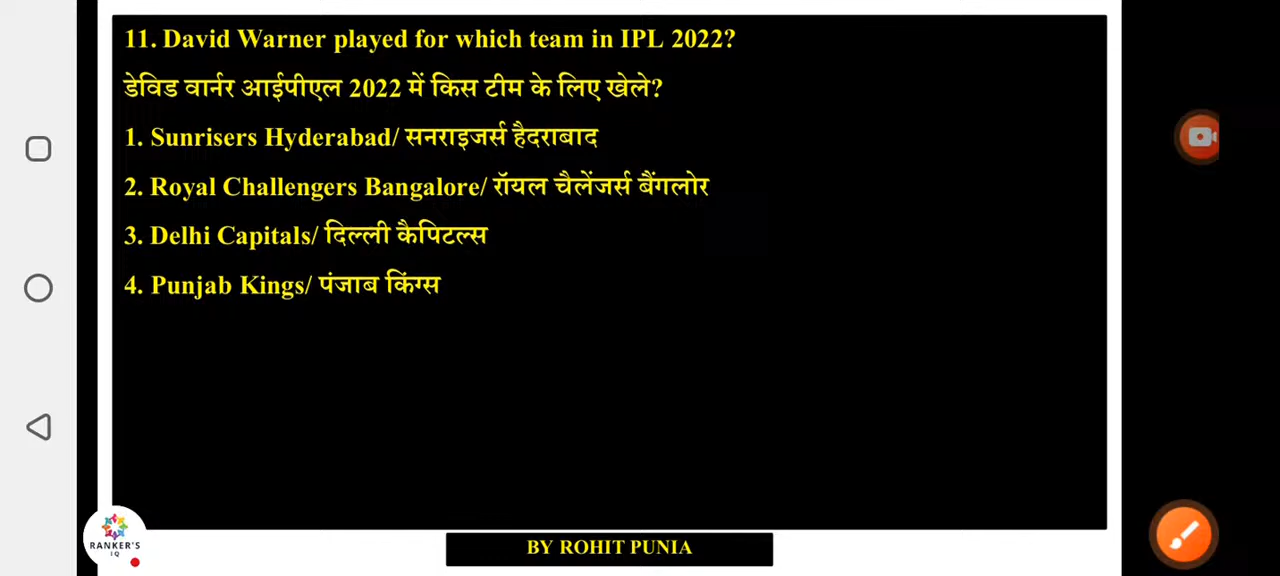 11. David Warner played for which team in IPL 2022?
डेविड वार्नर आईपीएल 2022 में किस टीम के लिए खेले?
1. Sunrisers Hyderabad/ सनराइजर्स हैदराबाद
2. Royal Challengers Bangalore/ रॉयल चैलेंजर्स बैंगलोर
3. Delhi Capitals/ दिल्ली कैपिटल्स
4. Punjab Kings/ पंजाब किंग्स
RANKER'S
IQ
BY ROHIT PUNIA